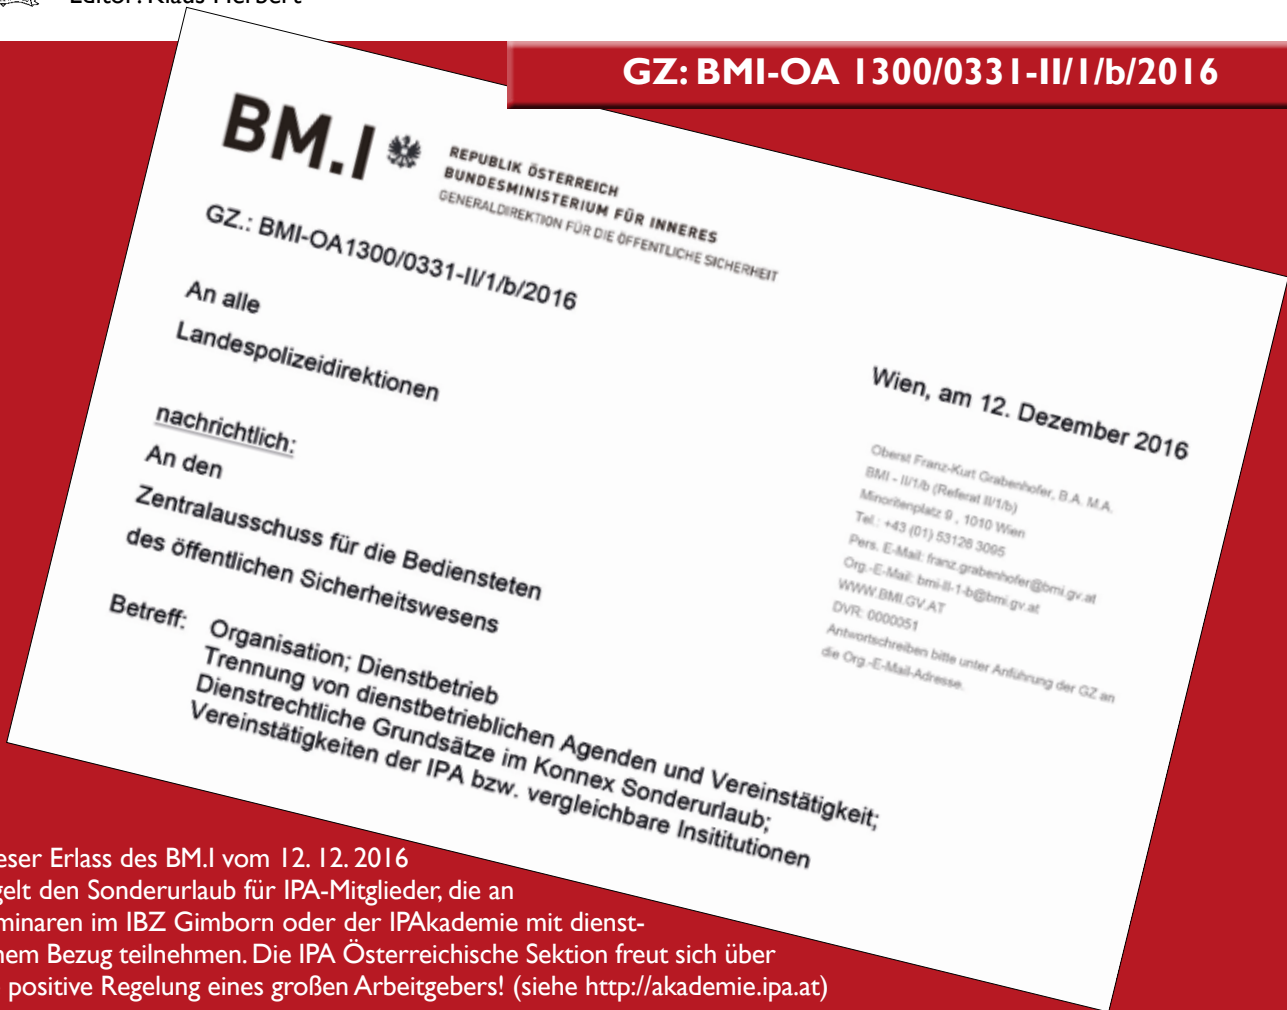 GZ: BMI-OA 1300/0331-II/1/b/2016
BM.I
REPUBLIK ÖSTERREICH
BUNDESMINISTERIUM FÜR INNERES
GENERALDIREKTION FÜR DIE ÖFFENTLICHE SICHERHEIT
GZ.: BMI-OA1300/0331-II/1/b/2016
An alle
Landespolizeidirektionen
nachrichtlich:
An den
Zentralausschuss für die Bediensteten
des öffentlichen Sicherheitswesens
Wien, am 12. Dezember 2016
Oberst Franz-Kurt Grabenhofer, B.A. M.A.
BMI - II/1/b (Referat II/1/b)
Minoritenplatz 9 , 1010 Wien
Tel.: +43 (01) 53126 3095
Pers. E-Mail: franz.grabenhofer@bmi.gv.at
Org.-E-Mail: bmi-II-1-b@bmi.gv.at
WWW.BMI.GV.AT
DVR: 0000051
Antwortschreiben bitte unter Anführung der GZ an
die Org.-E-Mail-Adresse.
Betreff: Organisation; Dienstbetrieb
Trennung von dienstbetrieblichen Agenden und Vereinstätigkeit;
Dienstrechtliche Grundsätze im Konnex Sonderurlaub;
Vereinstätigkeiten der IPA bzw. vergleichbare Insititutionen
eser Erlass des BM.I vom 12. 12. 2016
gelt den Sonderurlaub für IPA-Mitglieder, die an
minaren im IBZ Gimborn oder der IPAkademie mit dienst-
hem Bezug teilnehmen. Die IPA Österreichische Sektion freut sich über
positive Regelung eines großen Arbeitgebers! (siehe http://akademie.ipa.at)